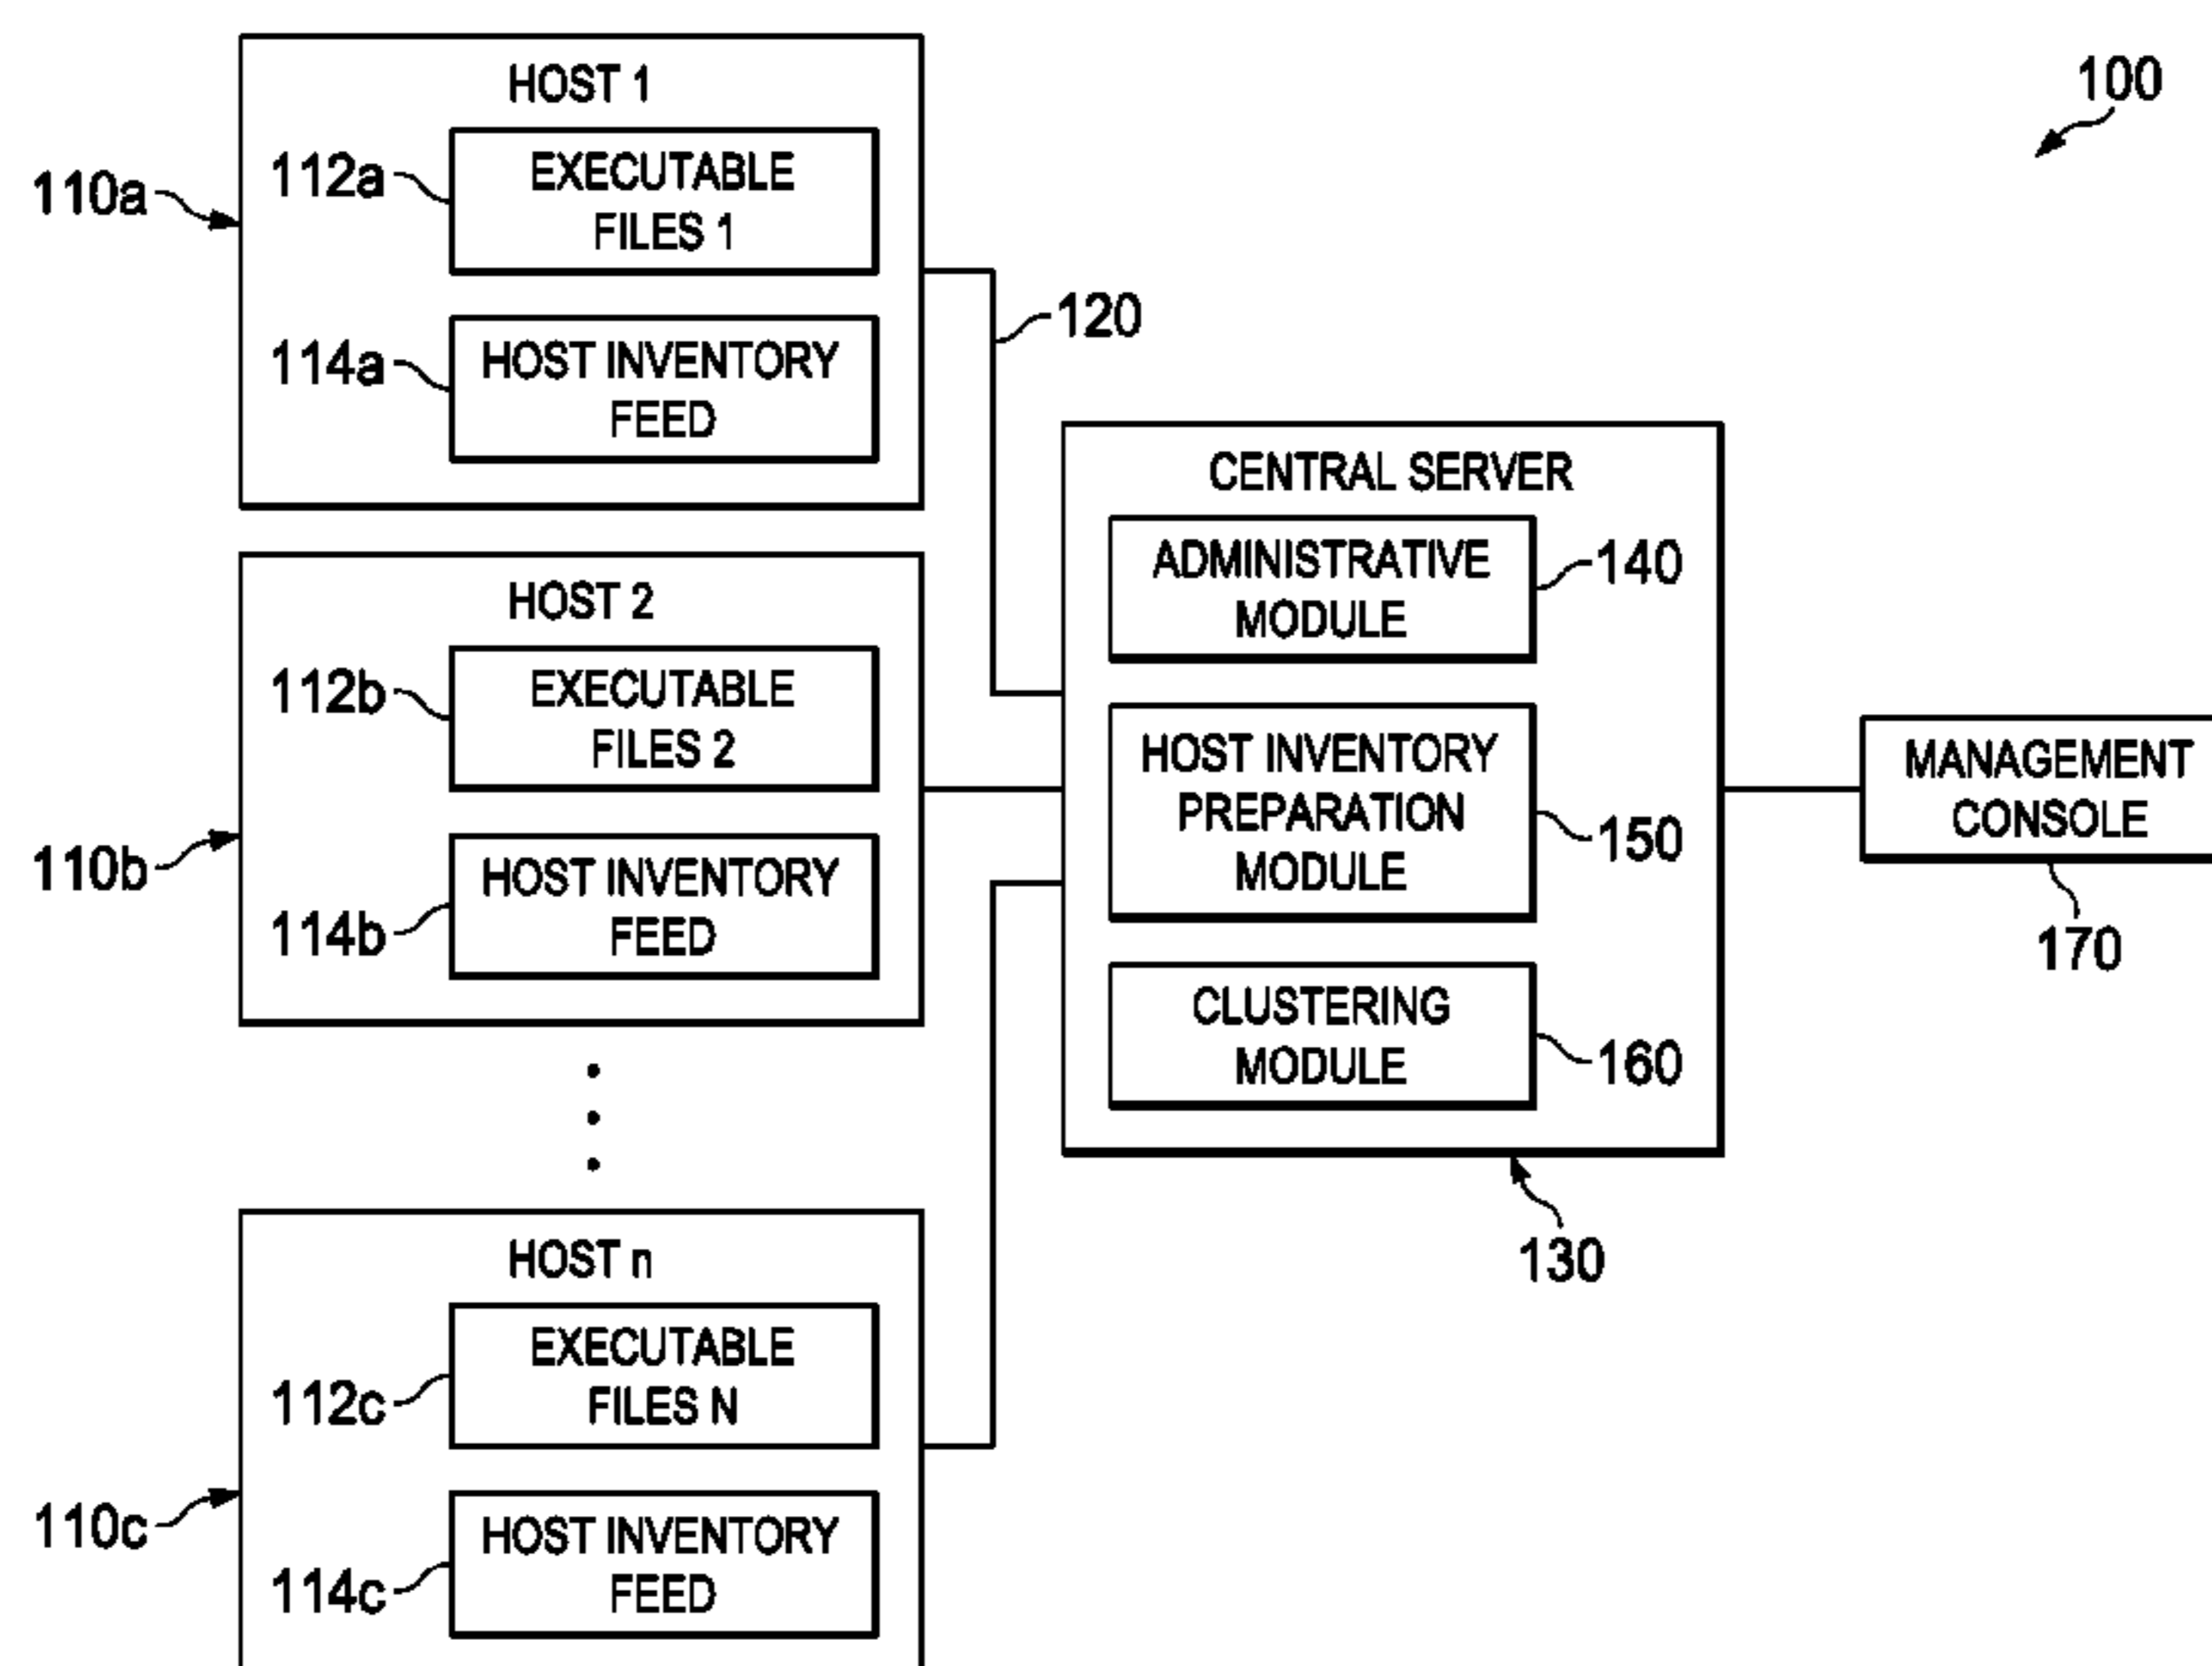 100
HOST 1
110a
112a
EXECUTABLE
FILES 1
114a
HOST INVENTORY
FEED
120
HOST 2
110b
112b
EXECUTABLE
FILES 2
114b
HOST INVENTORY
FEED
HOST n
110c
112c
EXECUTABLE
FILES N
114c
HOST INVENTORY
FEED
CENTRAL SERVER
ADMINISTRATIVE
MODULE
140
HOST INVENTORY
PREPARATION
MODULE
150
CLUSTERING
MODULE
160
130
MANAGEMENT
CONSOLE
170